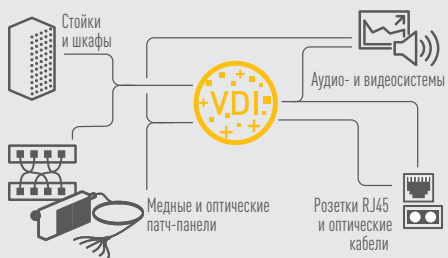 Стойки
и шкафы
VDI
Аудио- и видеосистемы
Медные и оптические
патч-панели
Розетки RJ45
и оптические
кабели